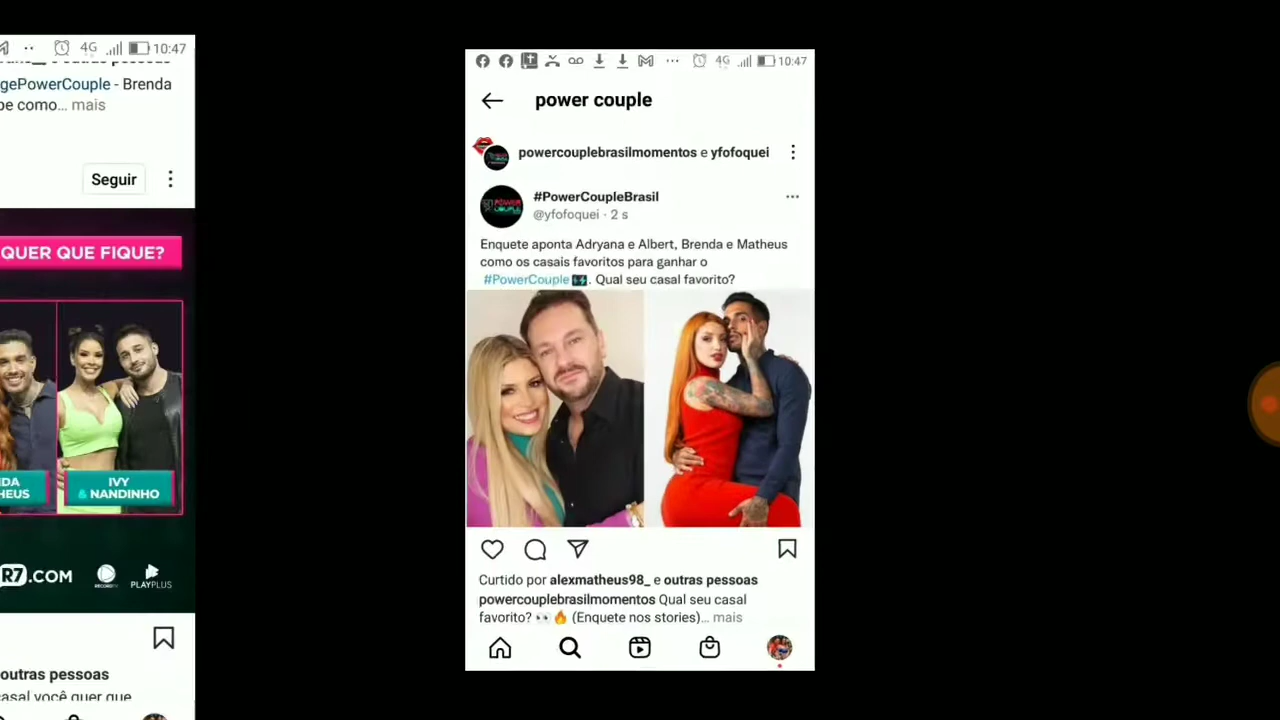 4G 10:47
gePowerCouple - Brenda
be como... mais
Seguir
QUER QUE FIQUE?
IVY
& NANDINHO
R7.COM
PLAYPLUS
outras pessoas
casal você quer que
4G 10:47
power couple
powercouplebrasilmomentos e yfofoquei
#PowerCoupleBrasil
@yfofoquei · 2 s
Enquete aponta Adryana e Albert, Brenda e Matheus
como os casais favoritos para ganhar o
#PowerCouple. Qual seu casal favorito?
Curtido por alexmatheus98_ e outras pessoas
powercouplebrasilmomentos Qual seu casal
favorito? 👀🔥 (Enquete nos stories)... mais